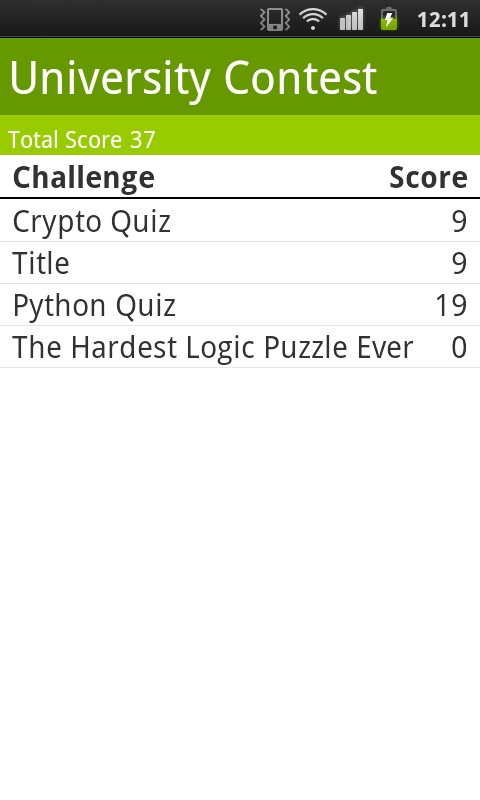 12:11
University Contest
Total Score 37
Challenge Score
Crypto Quiz 9
Title 9
Python Quiz 19
The Hardest Logic Puzzle Ever 0